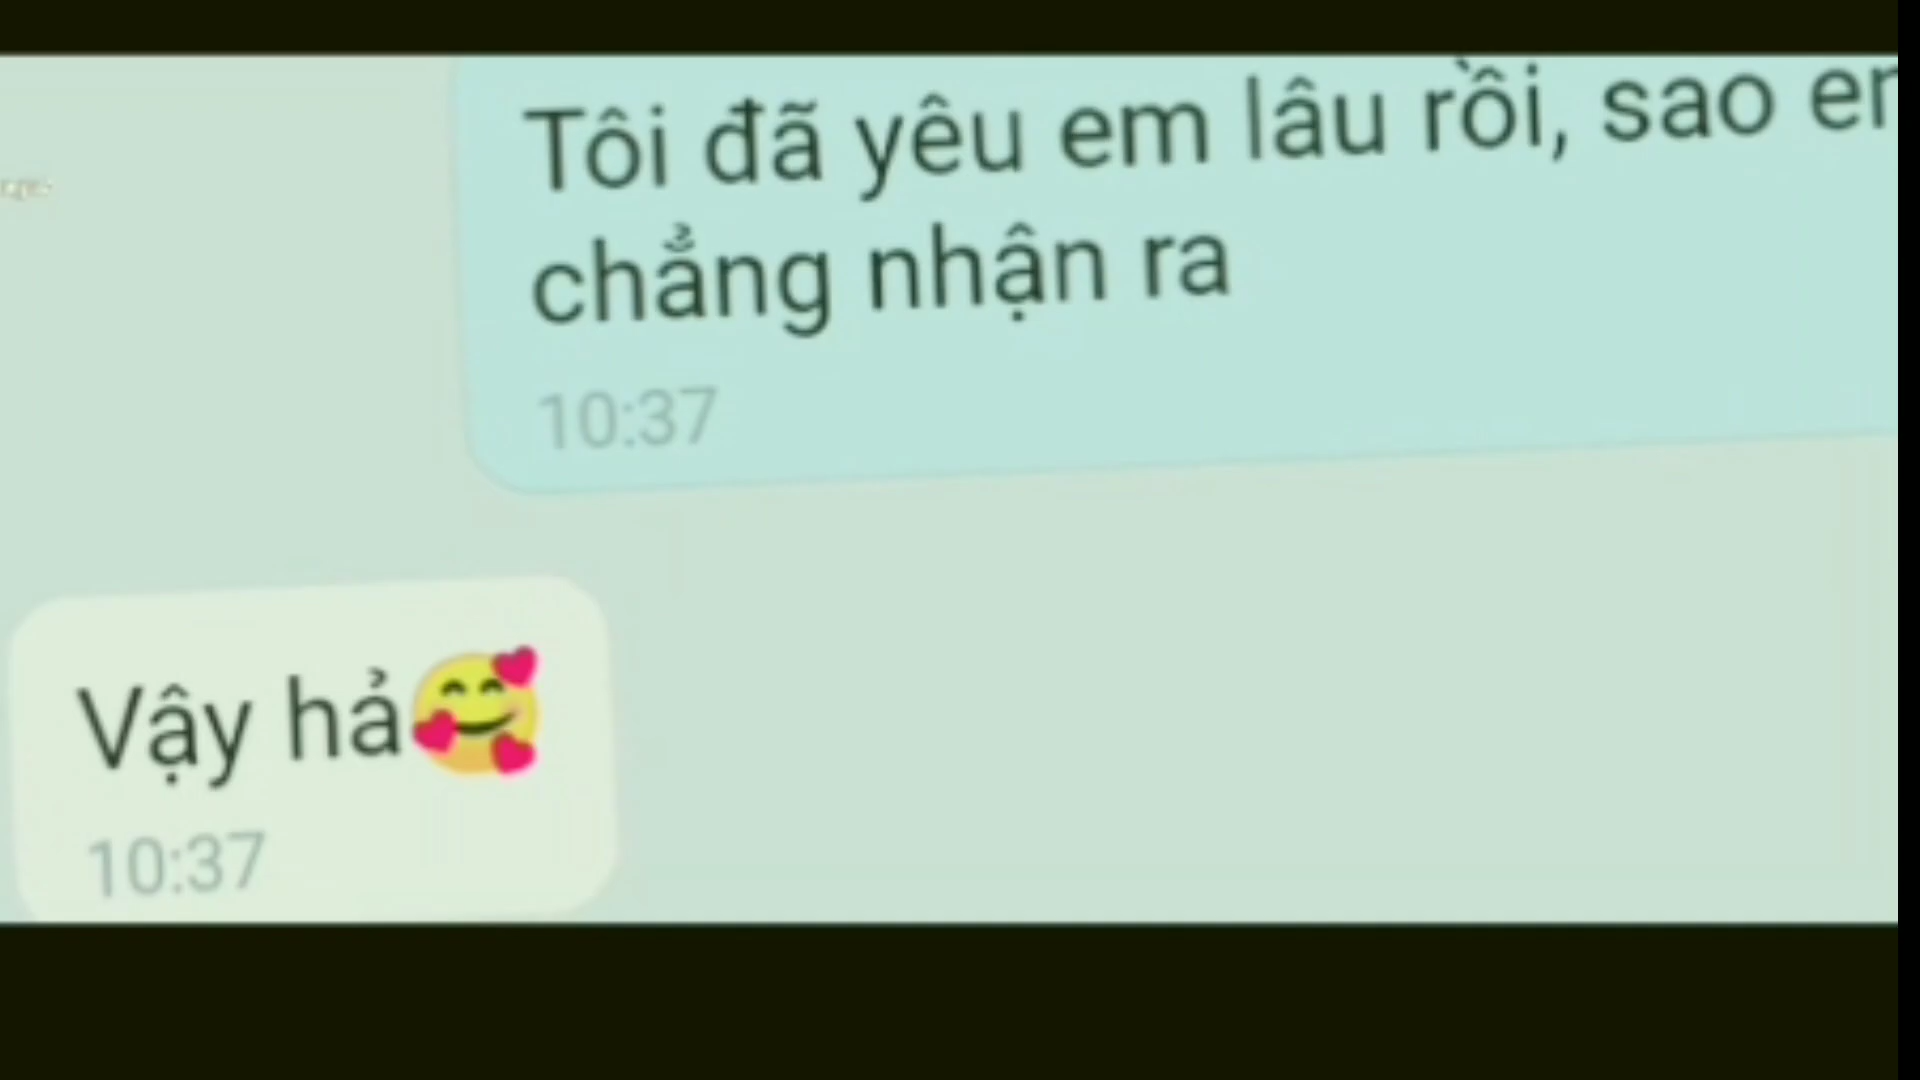 Tôi đã yêu em lâu rồi, sao
chẳng nhận ra
10:37
Vậy hả🥰
10:37